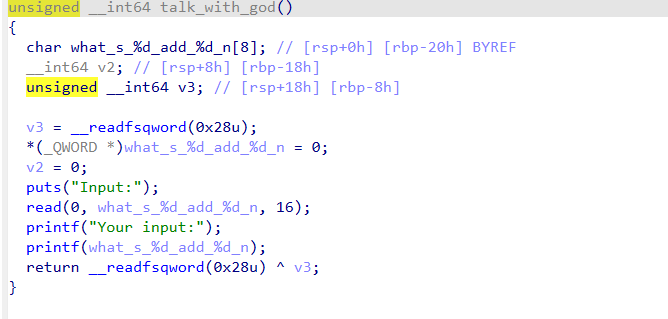 unsigned __int64 talk_with_god()
{
  char what_s_%d_add_%d_n[8]; // [rsp+0h] [rbp-20h] BYREF
  __int64 v2; // [rsp+8h] [rbp-18h]
  unsigned __int64 v3; // [rsp+18h] [rbp-8h]

  v3 = __readfsqword(0x28u);
  *(_QWORD *)what_s_%d_add_%d_n = 0;
  v2 = 0;
  puts("Input:");
  read(0, what_s_%d_add_%d_n, 16);
  printf("Your input:");
  printf(what_s_%d_add_%d_n);
  return __readfsqword(0x28u) ^ v3;
}